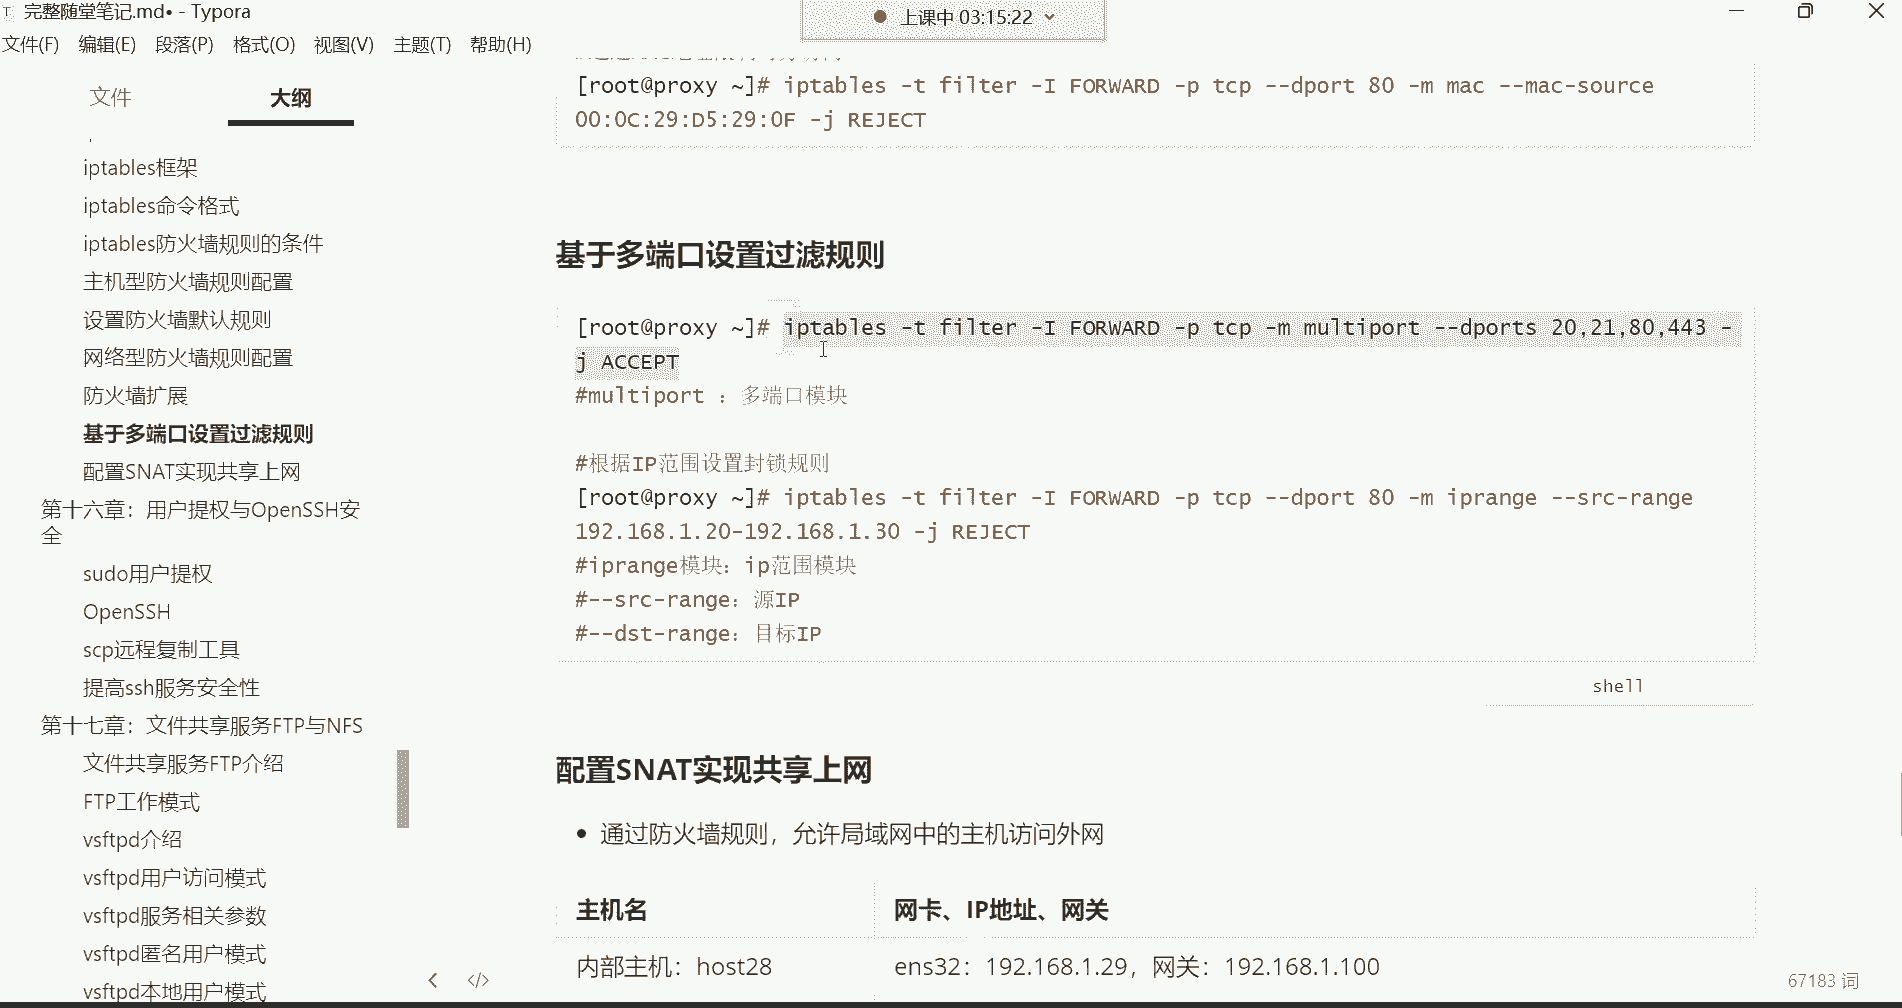 完整随堂笔记.md• - Typora
上课中 03:15:22
文件(F) 编辑(E) 段落(P) 格式(O) 视图(V) 主题(T) 帮助(H)
文件 大纲
iptables框架
iptables命令格式
iptables防火墙规则的条件
主机型防火墙规则配置
设置防火墙默认规则
网络型防火墙规则配置
防火墙扩展
基于多端口设置过滤规则
配置SNAT实现共享上网
第十六章：用户提权与OpenSSH安
全
sudo用户提权
OpenSSH
scp远程复制工具
提高ssh服务安全性
第十七章：文件共享服务FTP与NFS
文件共享服务FTP介绍
FTP工作模式
vsftpd介绍
vsftpd用户访问模式
vsftpd服务相关参数
vsftpd匿名用户模式
vsftpd本地用户模式
[root@proxy ~]# iptables -t filter -I FORWARD -p tcp --dport 80 -m mac --mac-source
00:0C:29:D5:29:0F -j REJECT
基于多端口设置过滤规则
[root@proxy ~]# iptables -t filter -I FORWARD -p tcp -m multiport --dports 20,21,80,443 -
j ACCEPT
#multiport ：多端口模块
#根据IP范围设置封锁规则
[root@proxy ~]# iptables -t filter -I FORWARD -p tcp --dport 80 -m iprange --src-range
192.168.1.20-192.168.1.30 -j REJECT
#iprange模块：ip范围模块
#--src-range：源IP
#--dst-range：目标IP
shell
配置SNAT实现共享上网
• 通过防火墙规则，允许局域网中的主机访问外网
主机名 网卡、IP地址、网关
内部主机：host28 ens32：192.168.1.29，网关：192.168.1.100
67183 词